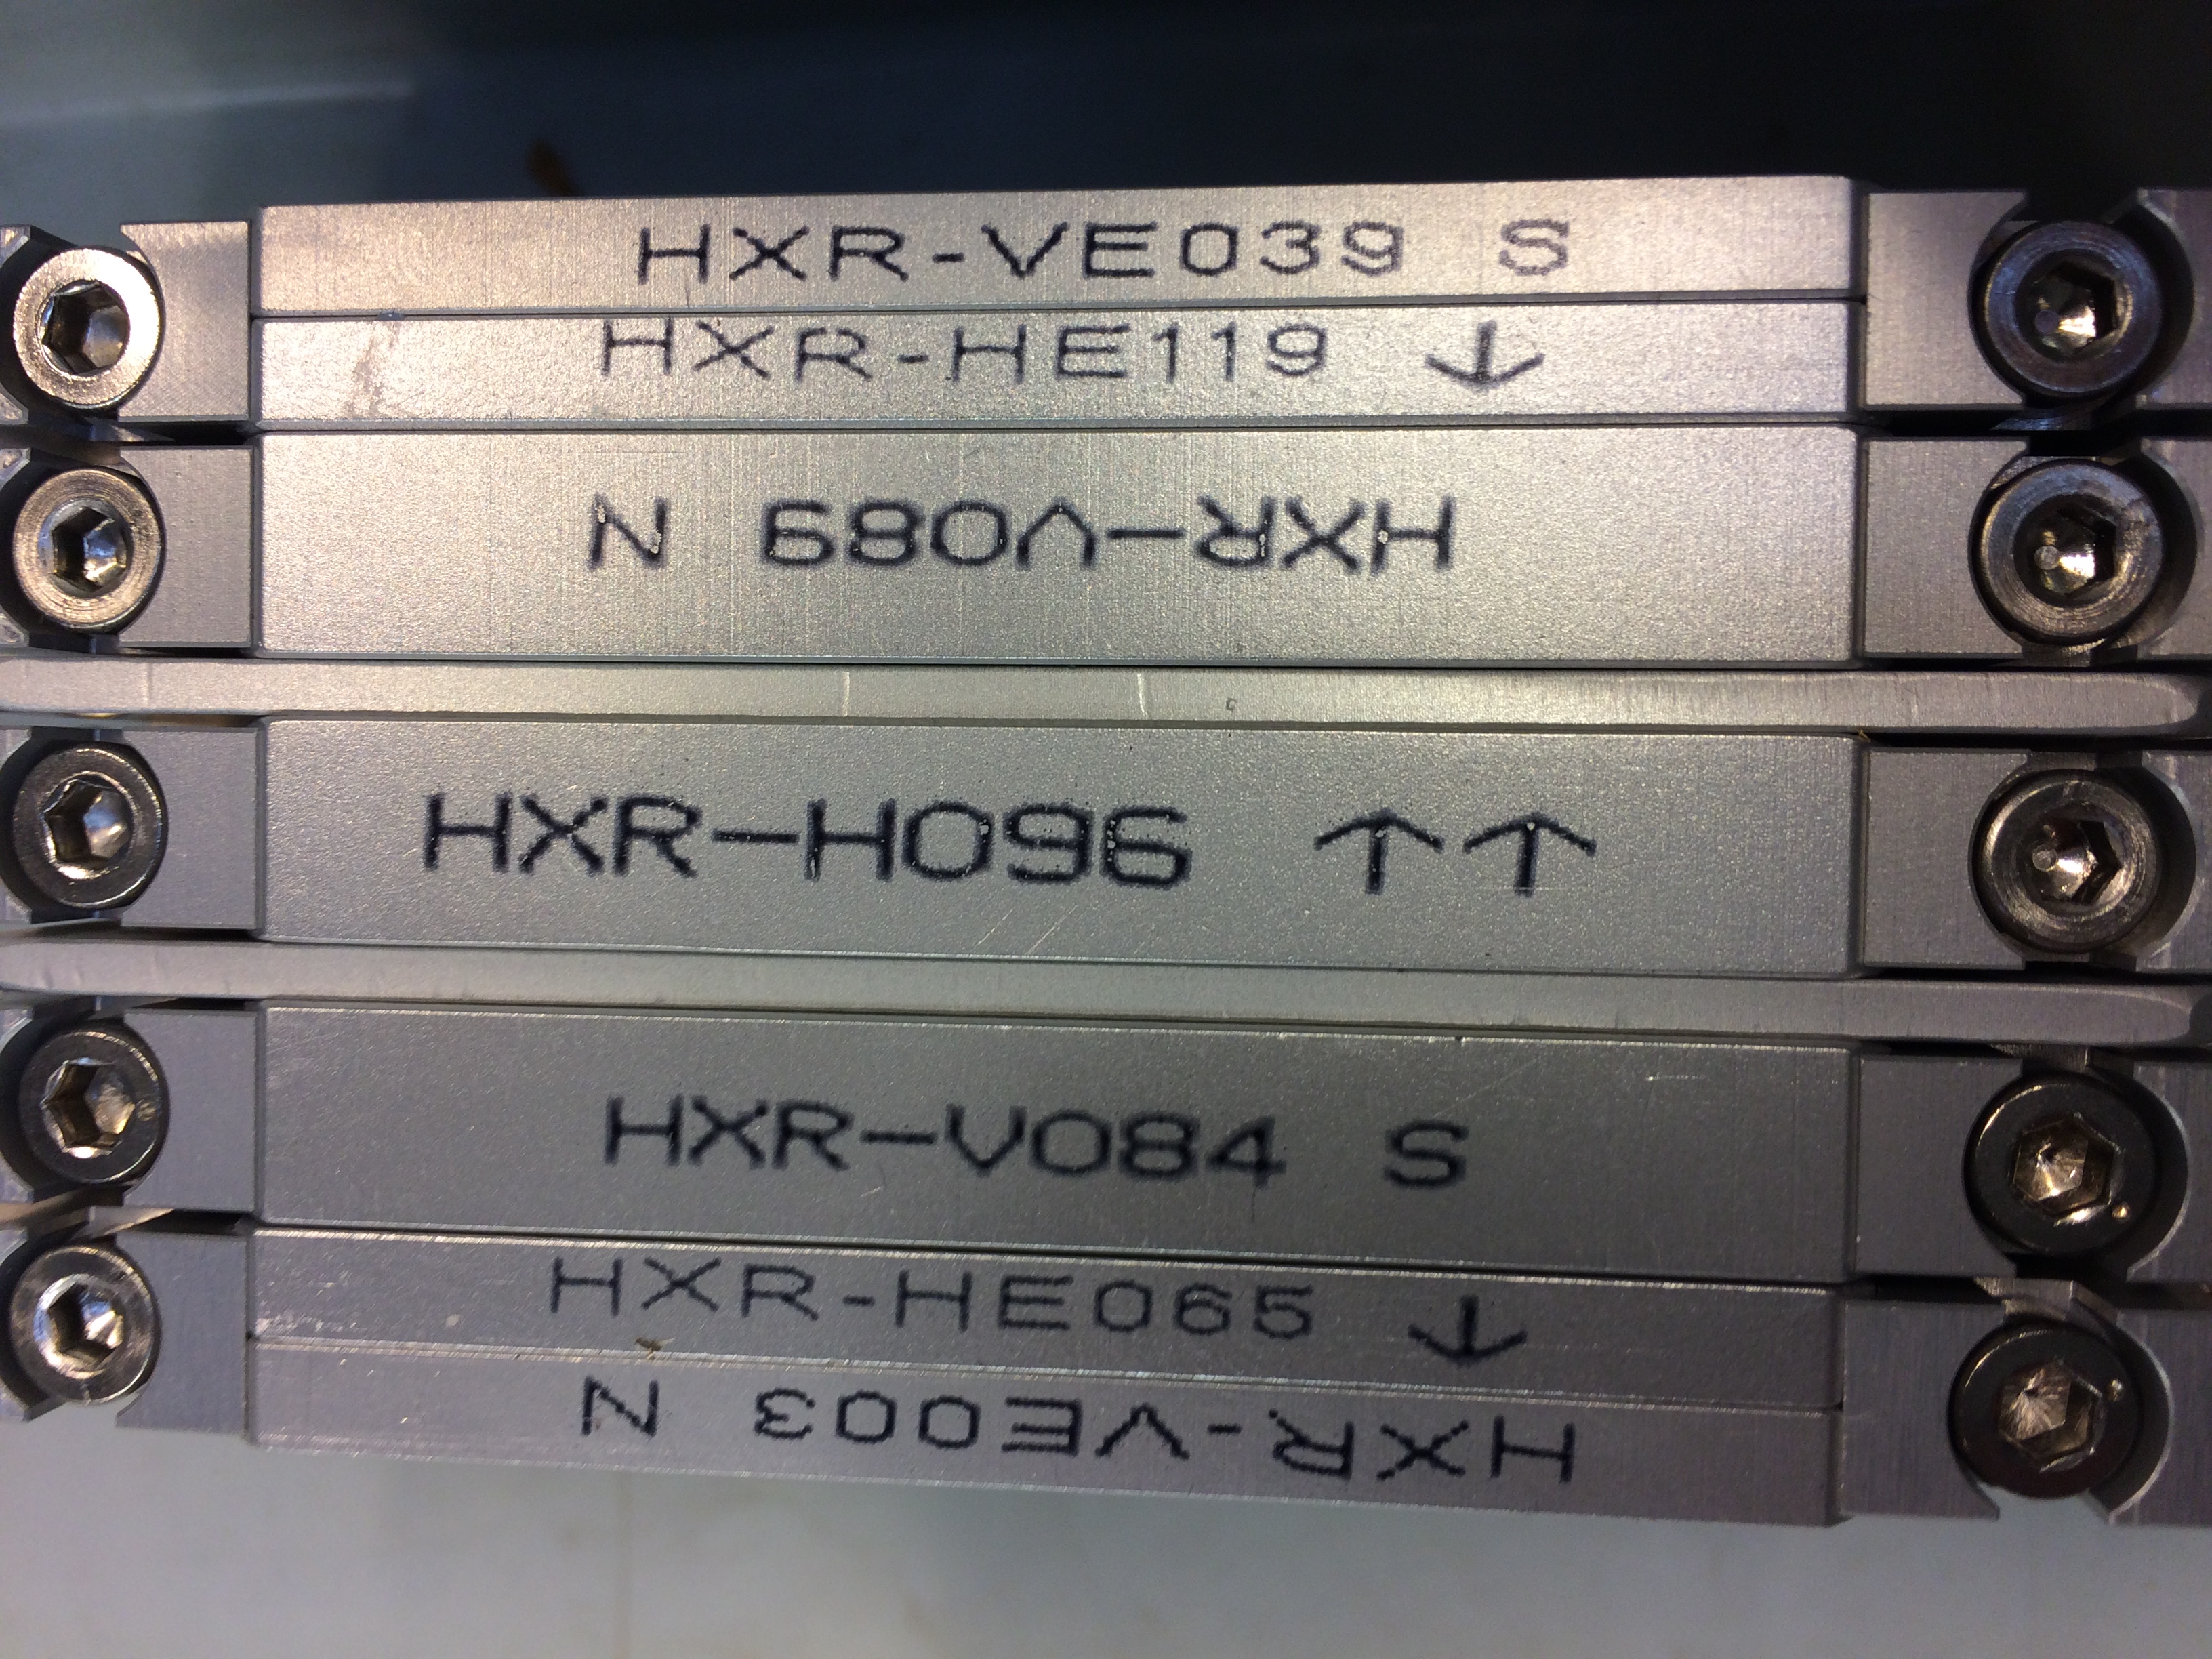 HXR-VE039 S
HXR-HE119 ↓
HXR-V089 N
HXR-H096 ↑↑
HXR-V084 S
HXR-HE065 ↓
HXR-VE003 N